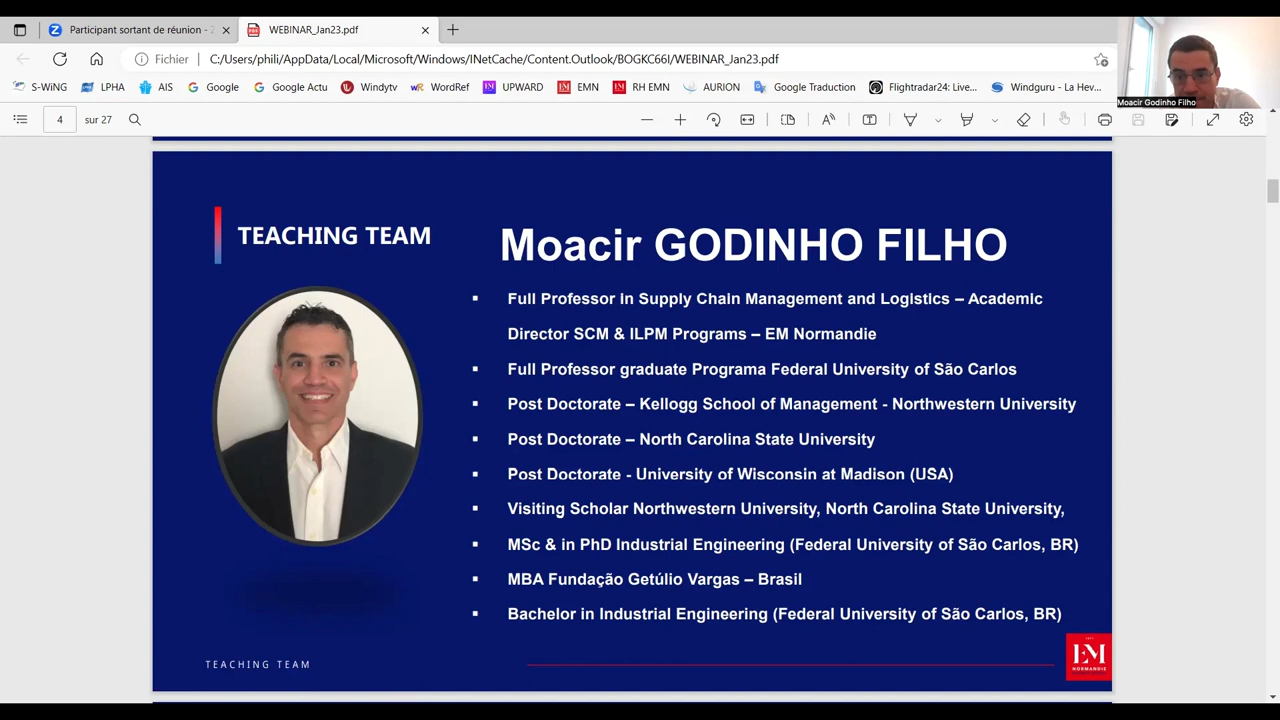 Participant sortant de réunion - 2
WEBINAR_Jan23.pdf
Fichier
C:/Users/phili/AppData/Local/Microsoft/Windows/INetCache/Content.Outlook/BOGKC66I/WEBINAR_Jan23.pdf
S-WiNG
LPHA
AIS
Google
Google Actu
Windytv
WordRef
UPWARD
EMN
RH EMN
AURION
Google Traduction
Flightradar24: Live...
Windguru - La Hev...
Moacir Godinho Filho
4 sur 27
TEACHING TEAM
Moacir GODINHO FILHO
▪ Full Professor in Supply Chain Management and Logistics – Academic
Director SCM & ILPM Programs – EM Normandie
▪ Full Professor graduate Programa Federal University of São Carlos
▪ Post Doctorate – Kellogg School of Management - Northwestern University
▪ Post Doctorate – North Carolina State University
▪ Post Doctorate - University of Wisconsin at Madison (USA)
▪ Visiting Scholar Northwestern University, North Carolina State University,
▪ MSc & in PhD Industrial Engineering (Federal University of São Carlos, BR)
▪ MBA Fundação Getúlio Vargas – Brasil
▪ Bachelor in Industrial Engineering (Federal University of São Carlos, BR)
TEACHING TEAM
EM
NORMANDIE